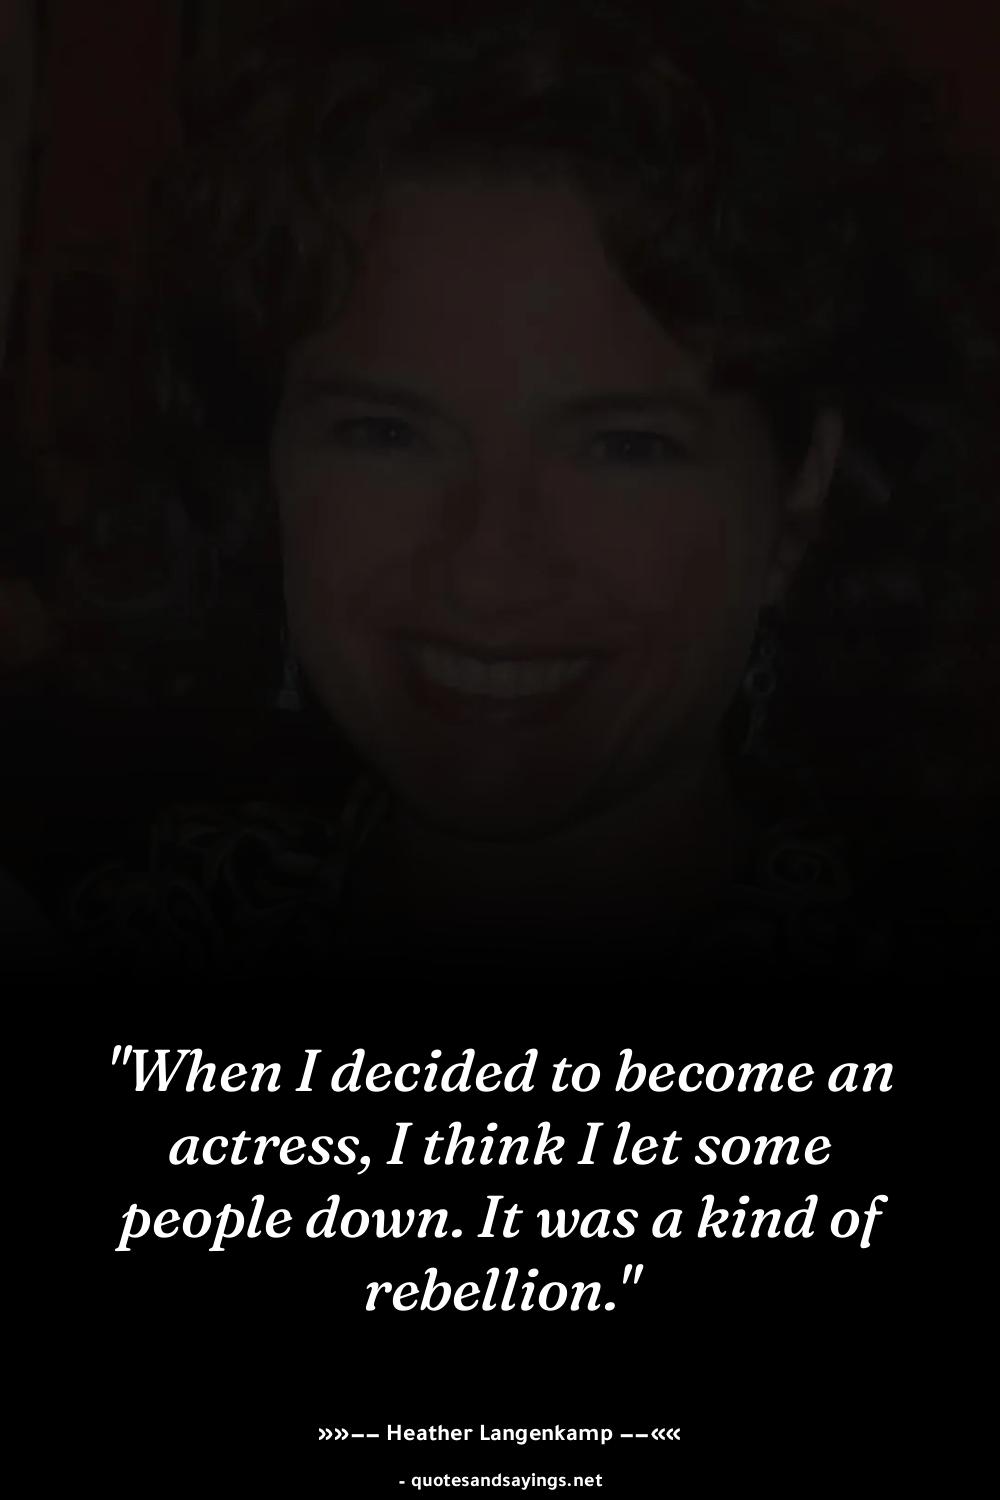 "When I decided to become an
actress, I think I let some
people down. It was a kind of
rebellion."
»»–– Heather Langenkamp ––««
- quotesandsayings.net